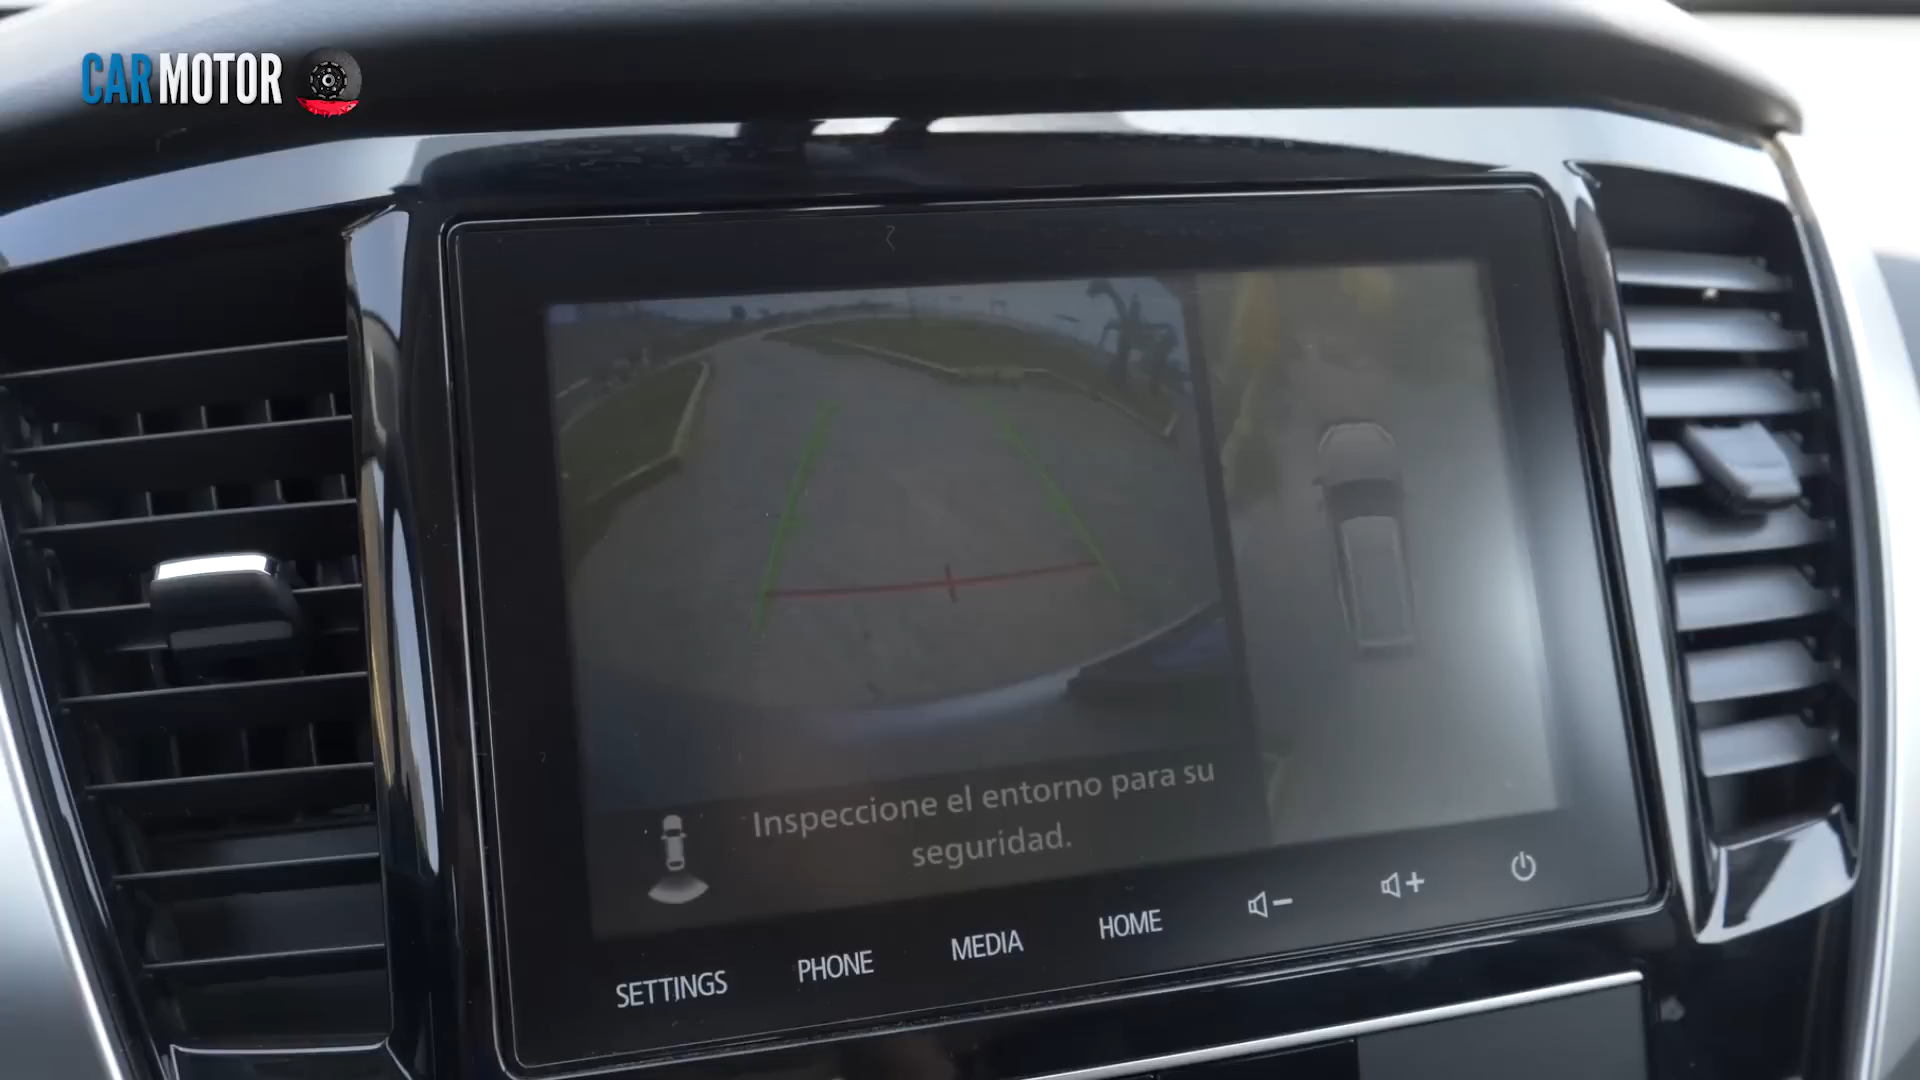 CARMOTOR
Inspeccione el entorno para su
seguridad.
SETTINGS PHONE MEDIA HOME